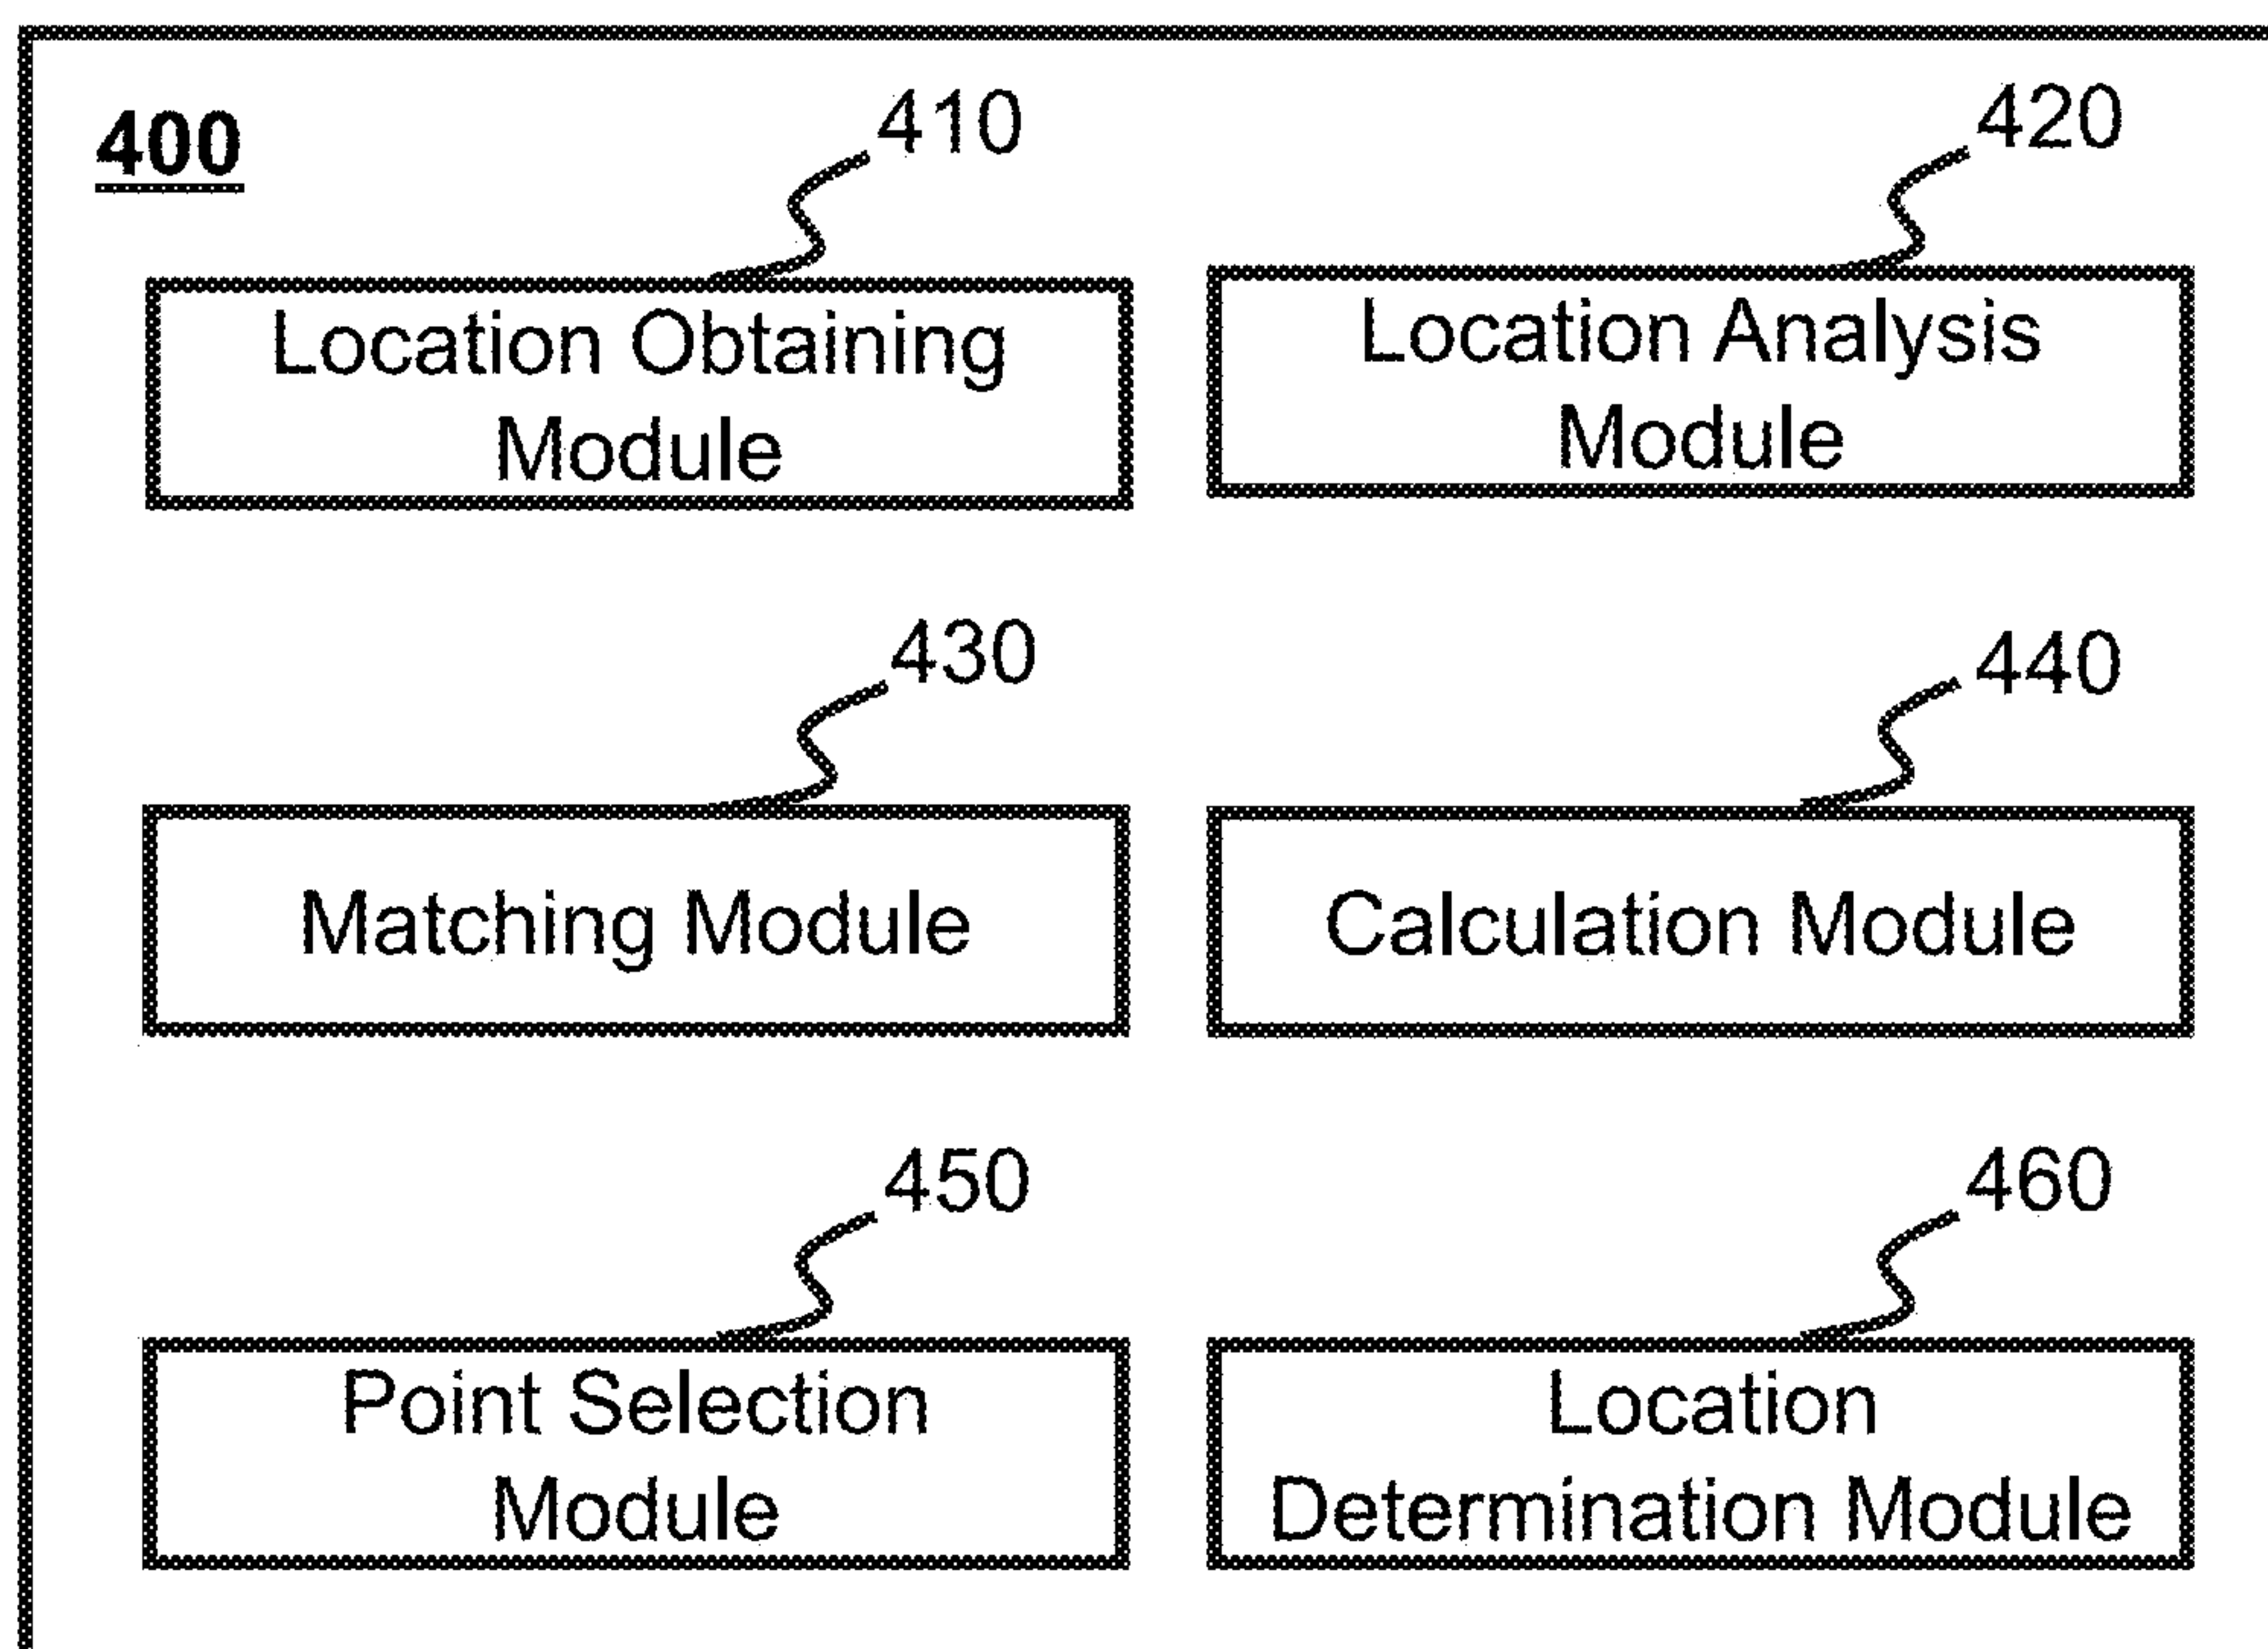 400
410
420
Location Obtaining
Module
Location Analysis
Module
430
440
Matching Module
Calculation Module
450
460
Point Selection
Module
Location
Determination Module